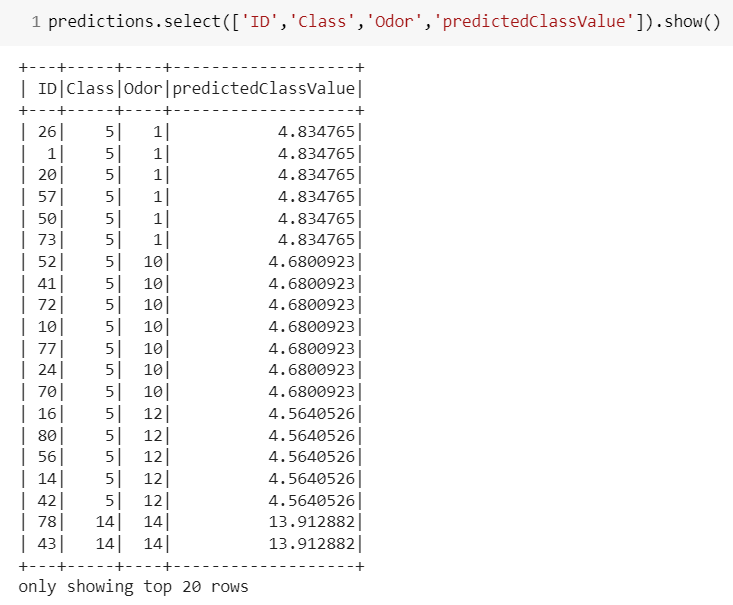 1 predictions.select(['ID','Class','Odor','predictedClassValue']).show()
+---+-----+----+-------------------+
| ID|Class|Odor|predictedClassValue|
+---+-----+----+-------------------+
| 26|    5|   1|           4.834765|
|  1|    5|   1|           4.834765|
| 20|    5|   1|           4.834765|
| 57|    5|   1|           4.834765|
| 50|    5|   1|           4.834765|
| 73|    5|   1|           4.834765|
| 52|    5|  10|          4.6800923|
| 41|    5|  10|          4.6800923|
| 72|    5|  10|          4.6800923|
| 10|    5|  10|          4.6800923|
| 77|    5|  10|          4.6800923|
| 24|    5|  10|          4.6800923|
| 70|    5|  10|          4.6800923|
| 16|    5|  12|          4.5640526|
| 80|    5|  12|          4.5640526|
| 56|    5|  12|          4.5640526|
| 14|    5|  12|          4.5640526|
| 42|    5|  12|          4.5640526|
| 78|   14|  14|          13.912882|
| 43|   14|  14|          13.912882|
+---+-----+----+-------------------+
only showing top 20 rows